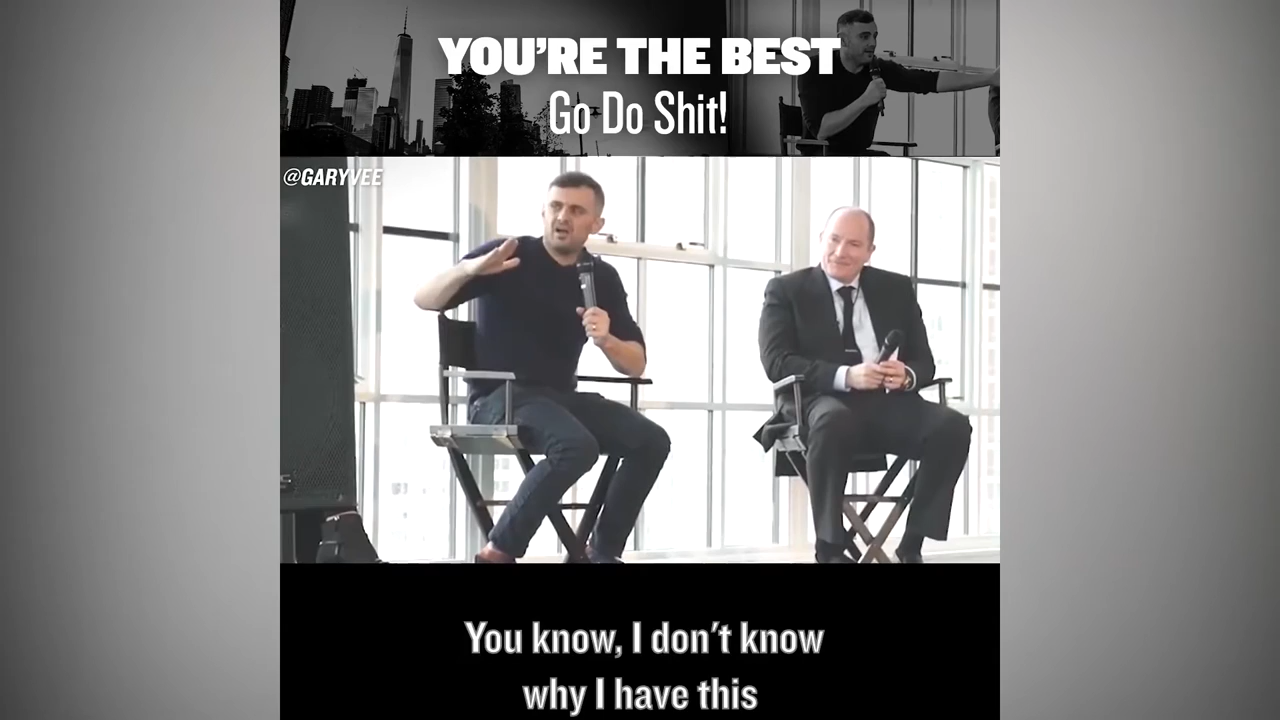 YOU'RE THE BEST
Go Do Shit!
@GARYVEE
You know, I don't know
why I have this